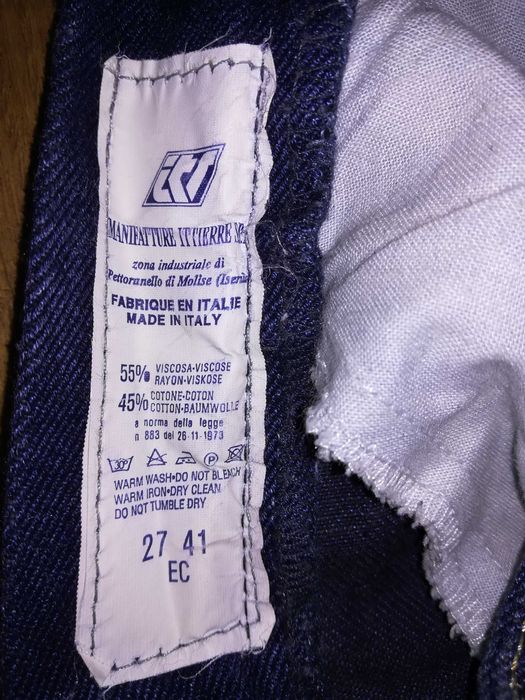 ITT
MANIFATTURE ITTIERRE SPA
zona industriale di
Pettoranello di Molise (Isernia)
FABRIQUE EN ITALIE
MADE IN ITALY
55% VISCOSA-VISCOSE
RAYON-VISKOSE
45% COTONE-COTON
COTTON-BAUMWOLLE
a norma della legge
n 883 del 26-11-1973
30° P
WARM WASH•DO NOT BLEACH
WARM IRON•DRY CLEAN
DO NOT TUMBLE DRY
27 41
EC